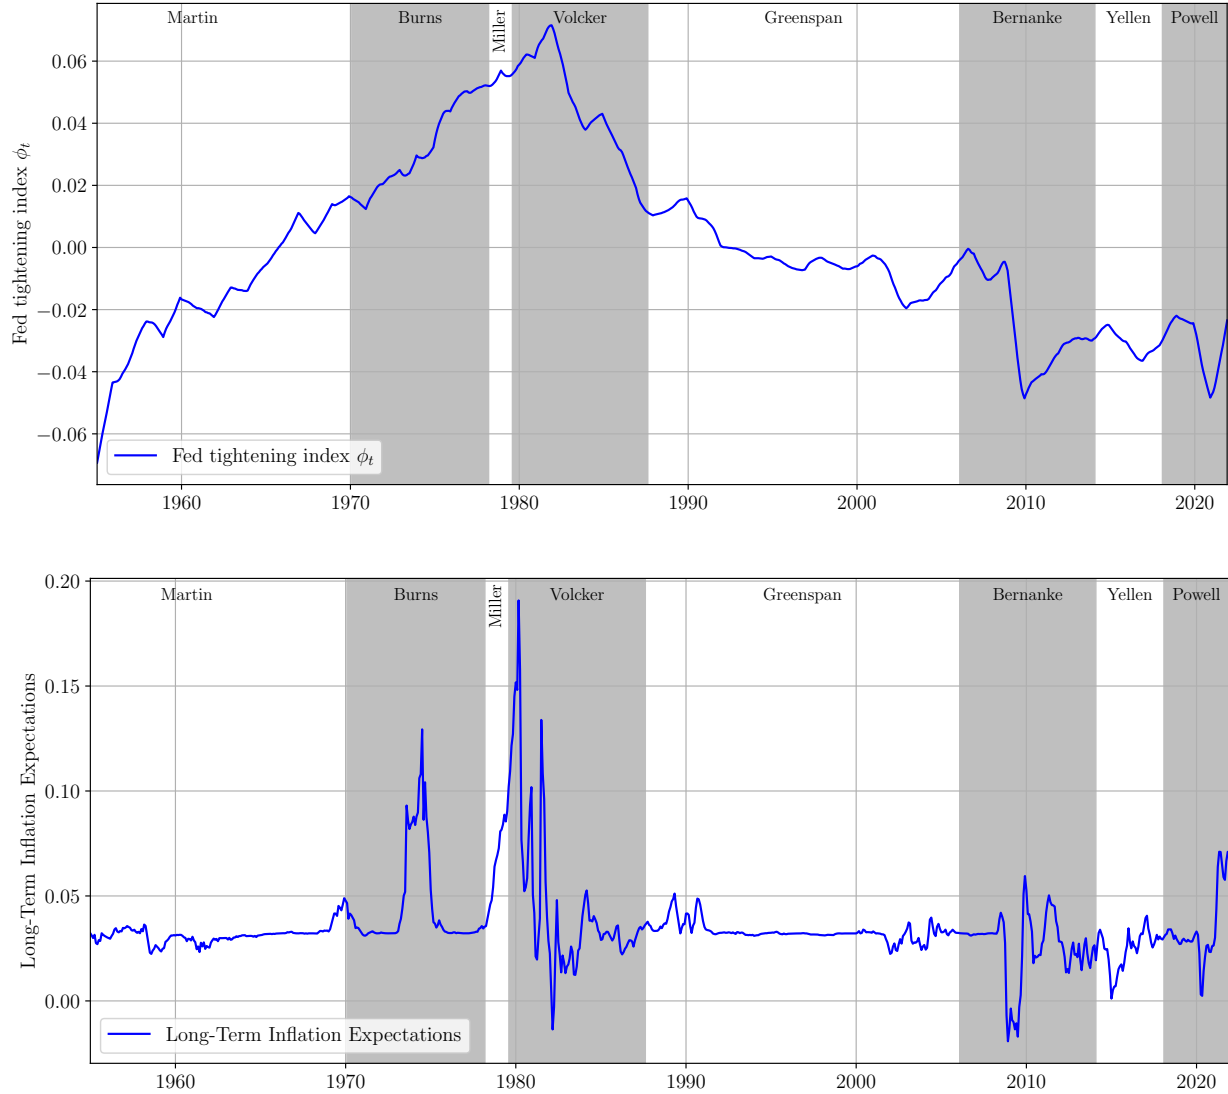 Martin Burns Miller Volcker Greenspan Bernanke Yellen Powell
Fed tightening index ϕt
0.06
0.04
0.02
0.00
−0.02
−0.04
−0.06
Fed tightening index ϕt
1960 1970 1980 1990 2000 2010 2020
0.20
Martin Burns Miller Volcker Greenspan Bernanke Yellen Powell
Long-Term Inflation Expectations
0.15
0.10
0.05
0.00
Long-Term Inflation Expectations
1960 1970 1980 1990 2000 2010 2020